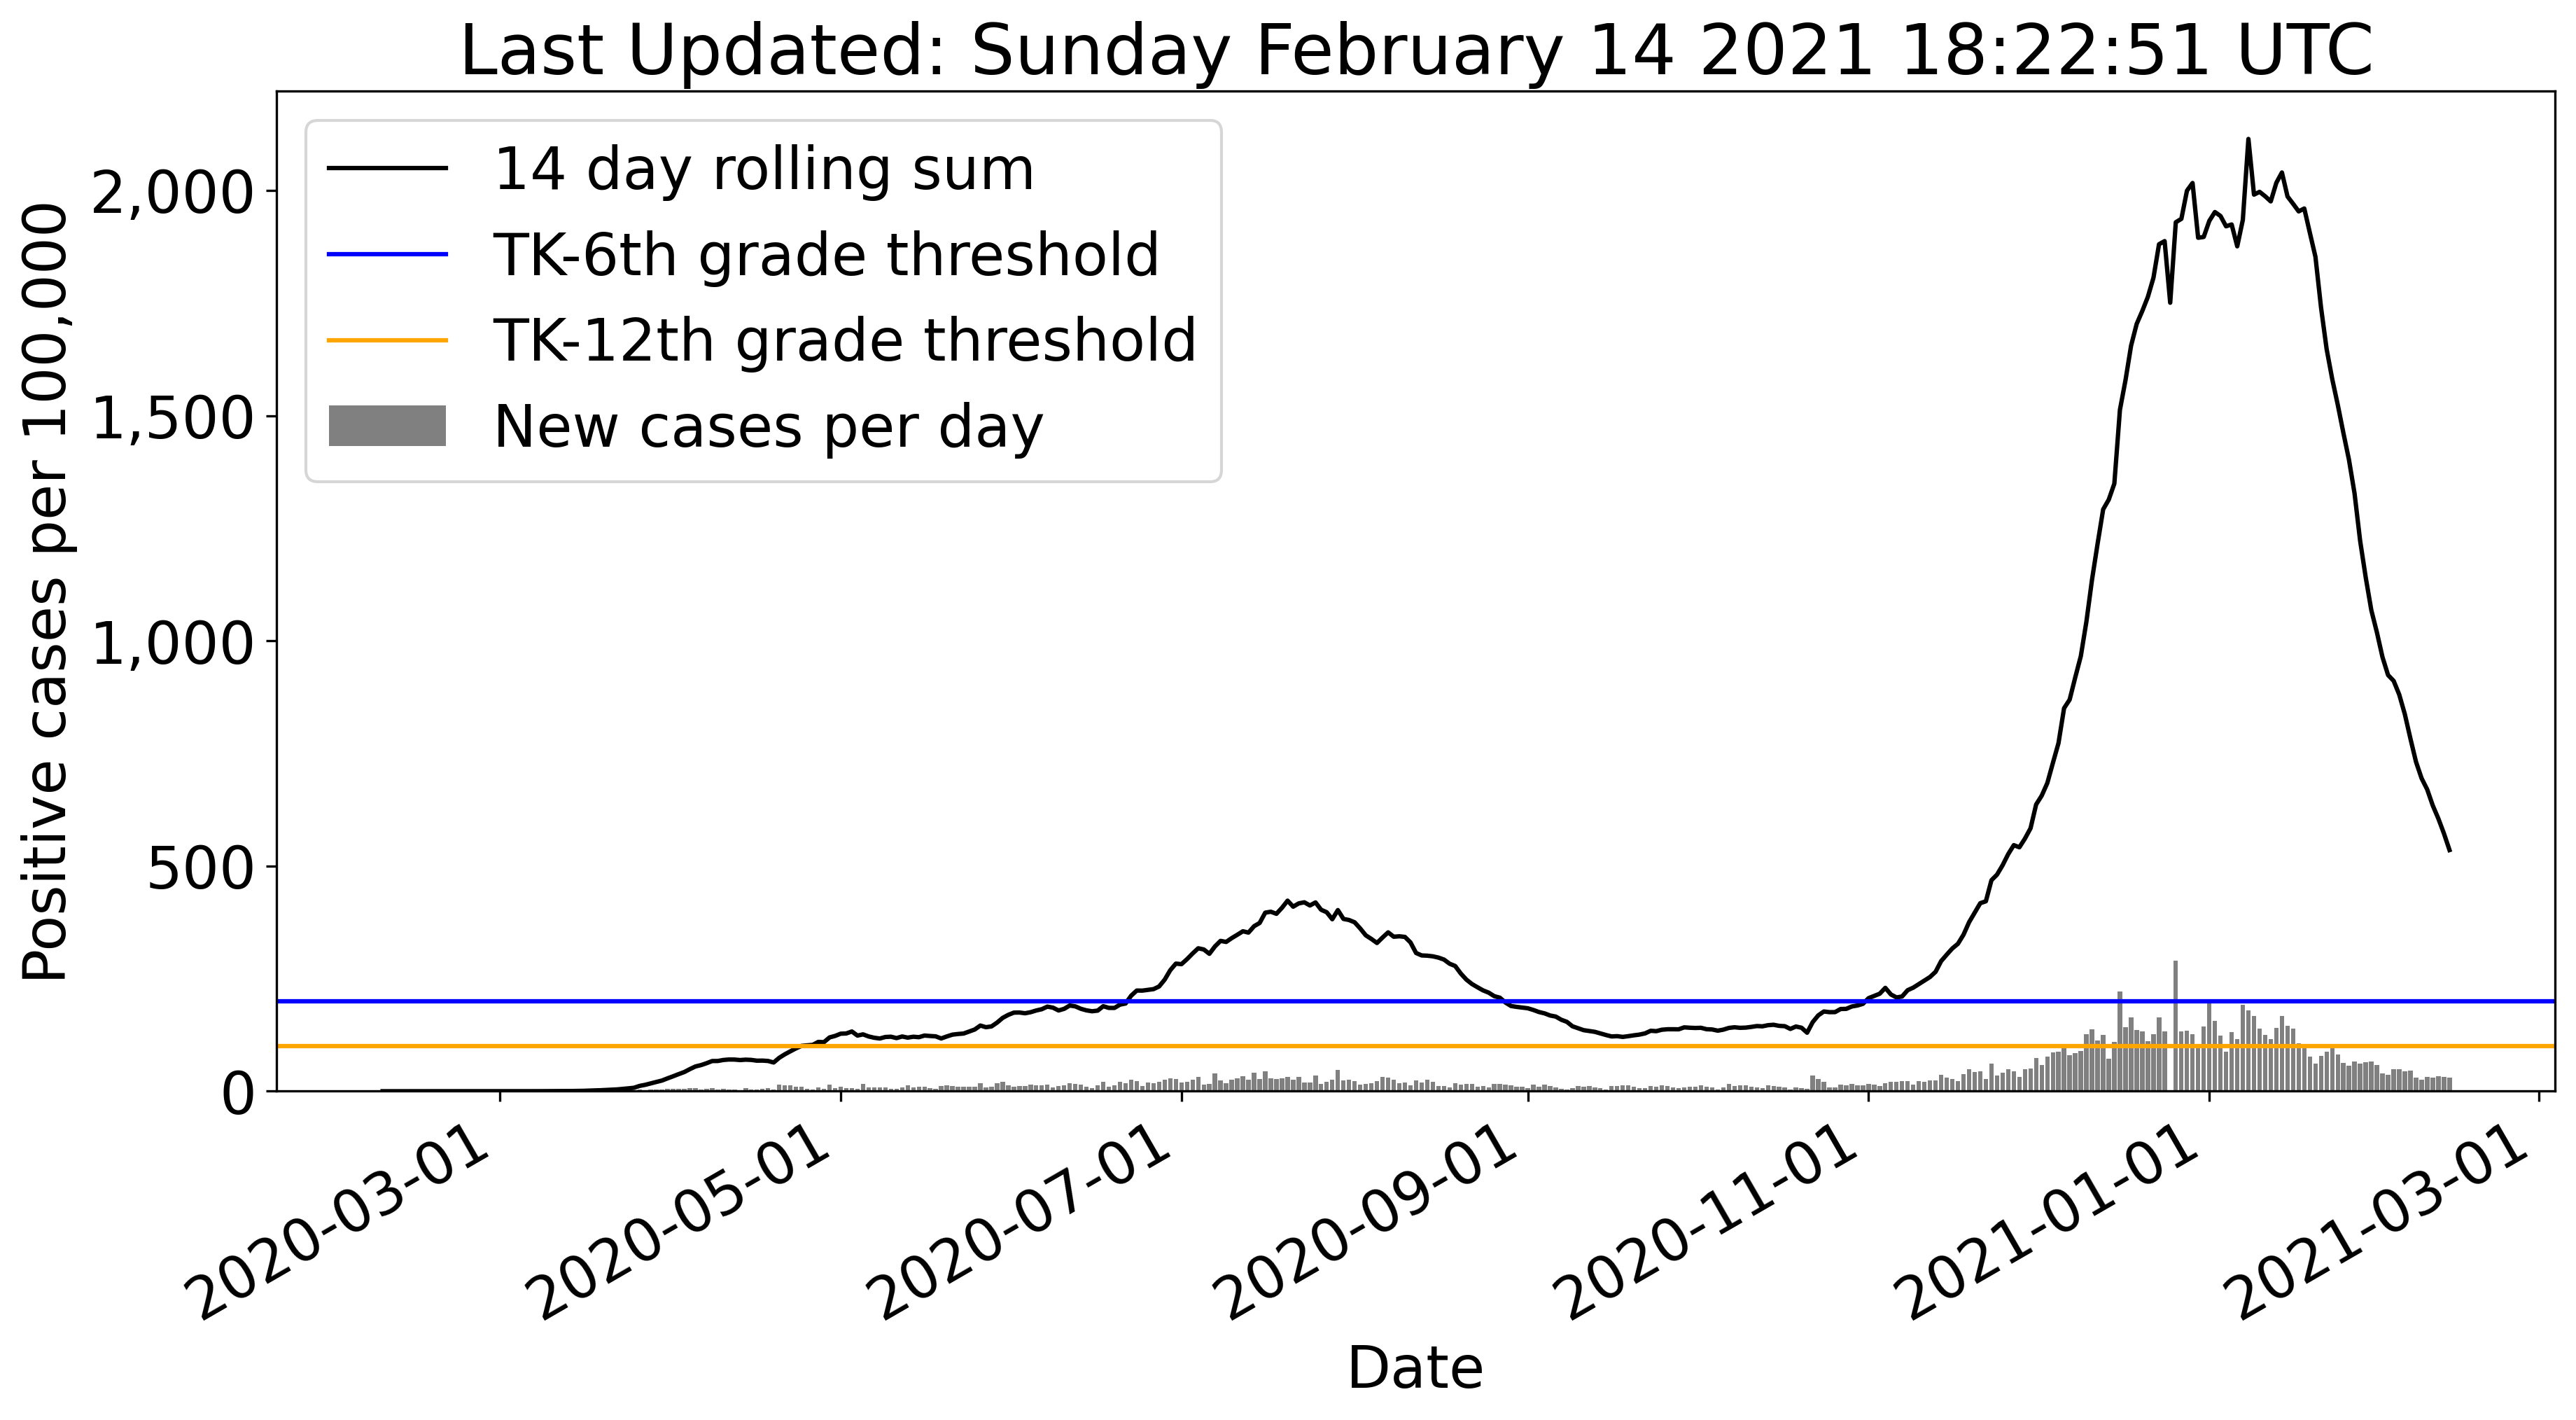 Last Updated: Sunday February 14 2021 18:22:51 UTC
14 day rolling sum
TK-6th grade threshold
TK-12th grade threshold
New cases per day
Positive cases per 100,000
2,000
1,500
1,000
500
0
2020-03-01
2020-05-01
2020-07-01
2020-09-01
2020-11-01
2021-01-01
2021-03-01
Date